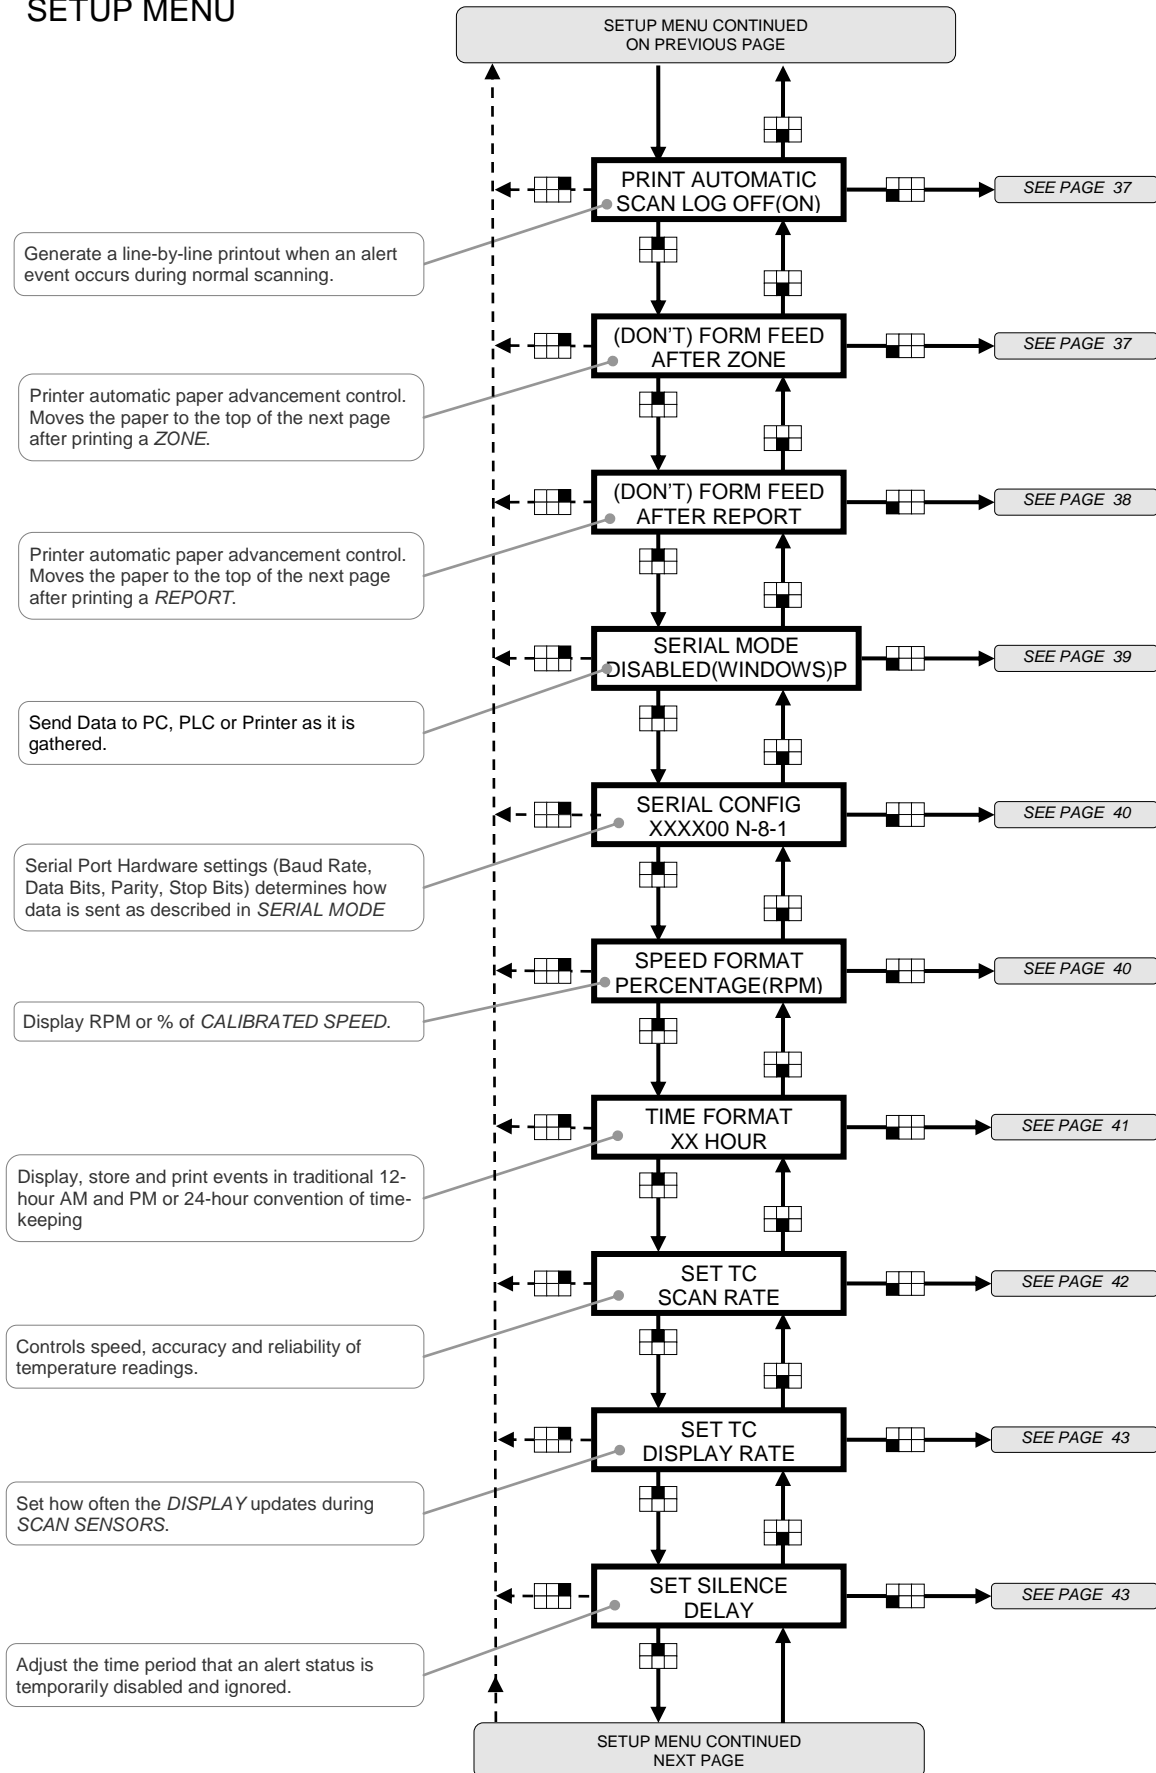 SETUP MENU
SETUP MENU CONTINUED
ON PREVIOUS PAGE
PRINT AUTOMATIC
SCAN LOG OFF(ON)
SEE PAGE 37
Generate a line-by-line printout when an alert
event occurs during normal scanning.
(DON'T) FORM FEED
AFTER ZONE
SEE PAGE 37
Printer automatic paper advancement control.
Moves the paper to the top of the next page
after printing a ZONE.
(DON'T) FORM FEED
AFTER REPORT
SEE PAGE 38
Printer automatic paper advancement control.
Moves the paper to the top of the next page
after printing a REPORT.
SERIAL MODE
DISABLED(WINDOWS)P
SEE PAGE 39
Send Data to PC, PLC or Printer as it is
gathered.
SERIAL CONFIG
XXXX00 N-8-1
SEE PAGE 40
Serial Port Hardware settings (Baud Rate,
Data Bits, Parity, Stop Bits) determines how
data is sent as described in SERIAL MODE
SPEED FORMAT
PERCENTAGE(RPM)
SEE PAGE 40
Display RPM or % of CALIBRATED SPEED.
TIME FORMAT
XX HOUR
SEE PAGE 41
Display, store and print events in traditional 12-
hour AM and PM or 24-hour convention of time-
keeping
SET TC
SCAN RATE
SEE PAGE 42
Controls speed, accuracy and reliability of
temperature readings.
SET TC
DISPLAY RATE
SEE PAGE 43
Set how often the DISPLAY updates during
SCAN SENSORS.
SET SILENCE
DELAY
SEE PAGE 43
Adjust the time period that an alert status is
temporarily disabled and ignored.
SETUP MENU CONTINUED
NEXT PAGE